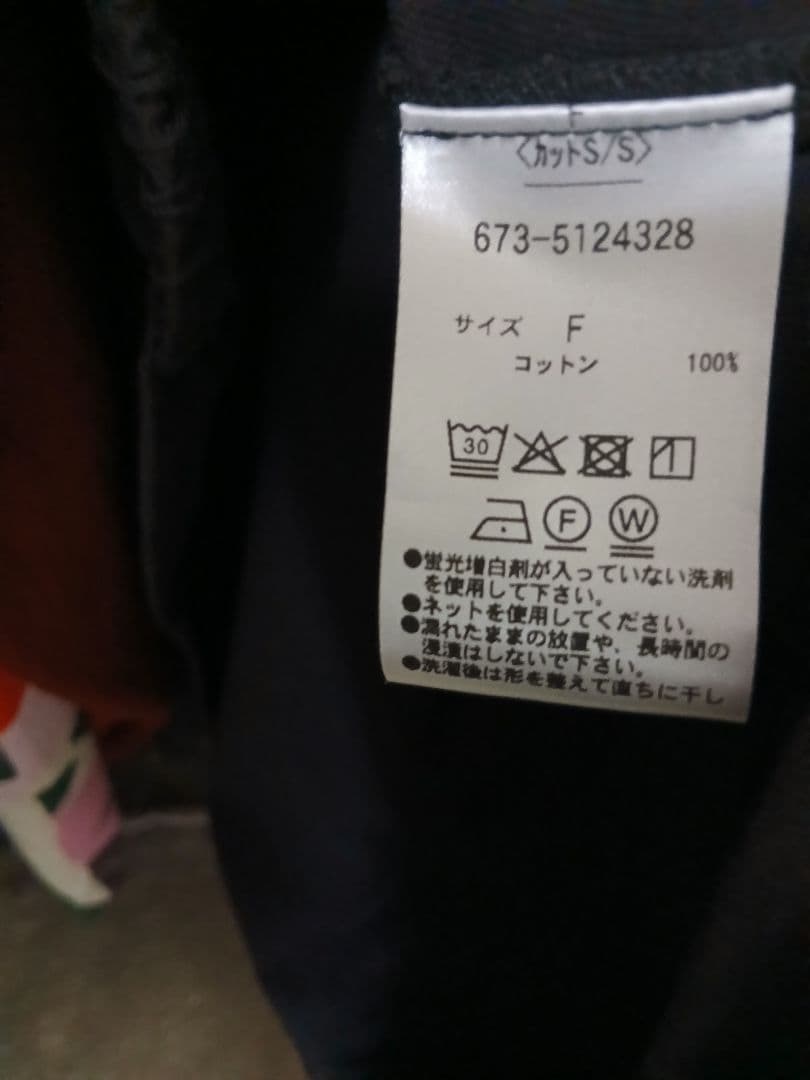 F
〈カットS/S〉
673-5124328
サイズ F
コットン 100%
30
F W
●蛍光増白剤が入っていない洗剤
を使用して下さい。
●ネットを使用してください。
●濡れたままの放置や、長時間の
浸漬はしないで下さい。
●洗濯後は形を整えて直ちに干し